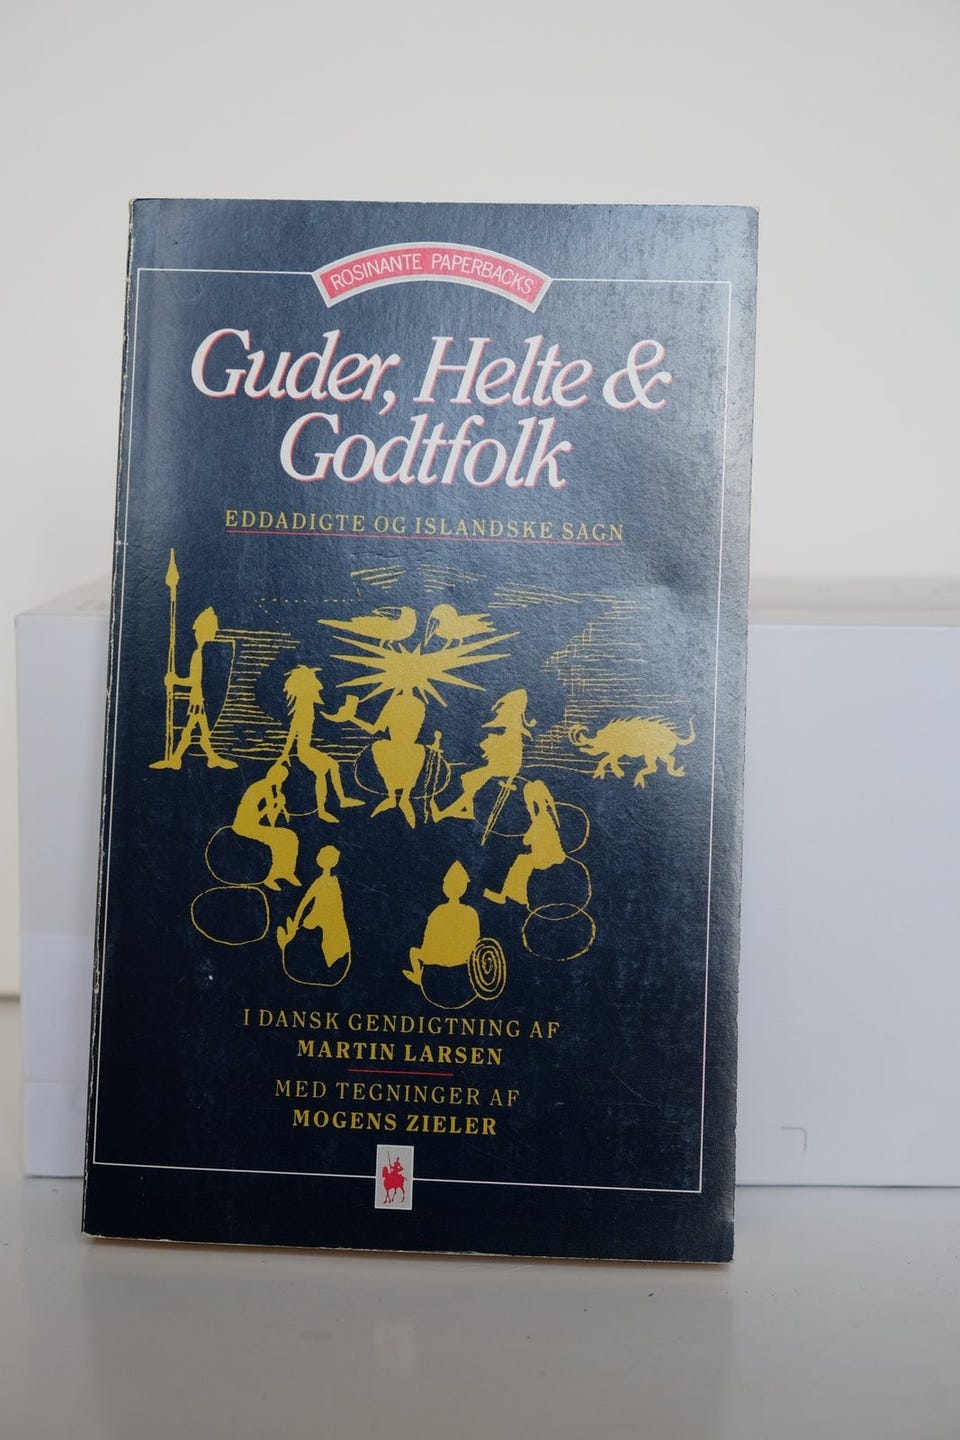 ROSINANTE PAPERBACKS
Guder, Helte &
Godtfolk
EDDADIGTE OG ISLANDSKE SAGN
I DANSK GENDIGTNING AF
MARTIN LARSEN
MED TEGNINGER AF
MOGENS ZIELER